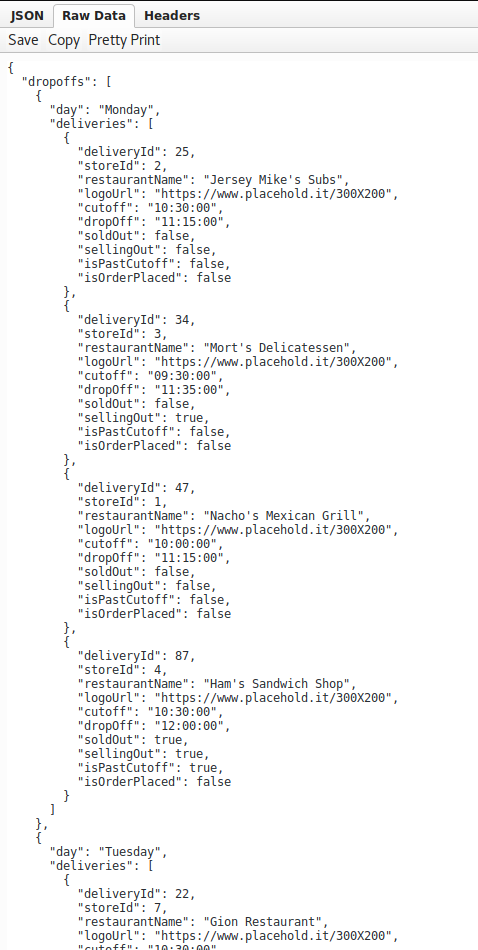 JSON Raw Data Headers
Save Copy Pretty Print
{
  "dropoffs": [
    {
      "day": "Monday",
      "deliveries": [
        {
          "deliveryId": 25,
          "storeId": 2,
          "restaurantName": "Jersey Mike's Subs",
          "logoUrl": "https://www.placehold.it/300X200",
          "cutoff": "10:30:00",
          "dropOff": "11:15:00",
          "soldOut": false,
          "sellingOut": false,
          "isPastCutoff": false,
          "isOrderPlaced": false
        },
        {
          "deliveryId": 34,
          "storeId": 3,
          "restaurantName": "Mort's Delicatessen",
          "logoUrl": "https://www.placehold.it/300X200",
          "cutoff": "09:30:00",
          "dropOff": "11:35:00",
          "soldOut": false,
          "sellingOut": true,
          "isPastCutoff": false,
          "isOrderPlaced": false
        },
        {
          "deliveryId": 47,
          "storeId": 1,
          "restaurantName": "Nacho's Mexican Grill",
          "logoUrl": "https://www.placehold.it/300X200",
          "cutoff": "10:00:00",
          "dropOff": "11:15:00",
          "soldOut": false,
          "sellingOut": false,
          "isPastCutoff": false,
          "isOrderPlaced": false
        },
        {
          "deliveryId": 87,
          "storeId": 4,
          "restaurantName": "Ham's Sandwich Shop",
          "logoUrl": "https://www.placehold.it/300X200",
          "cutoff": "10:30:00",
          "dropOff": "12:00:00",
          "soldOut": true,
          "sellingOut": true,
          "isPastCutoff": true,
          "isOrderPlaced": false
        }
      ]
    },
    {
      "day": "Tuesday",
      "deliveries": [
        {
          "deliveryId": 22,
          "storeId": 7,
          "restaurantName": "Gion Restaurant",
          "logoUrl": "https://www.placehold.it/300X200",
          "cutoff": "10:30:00"